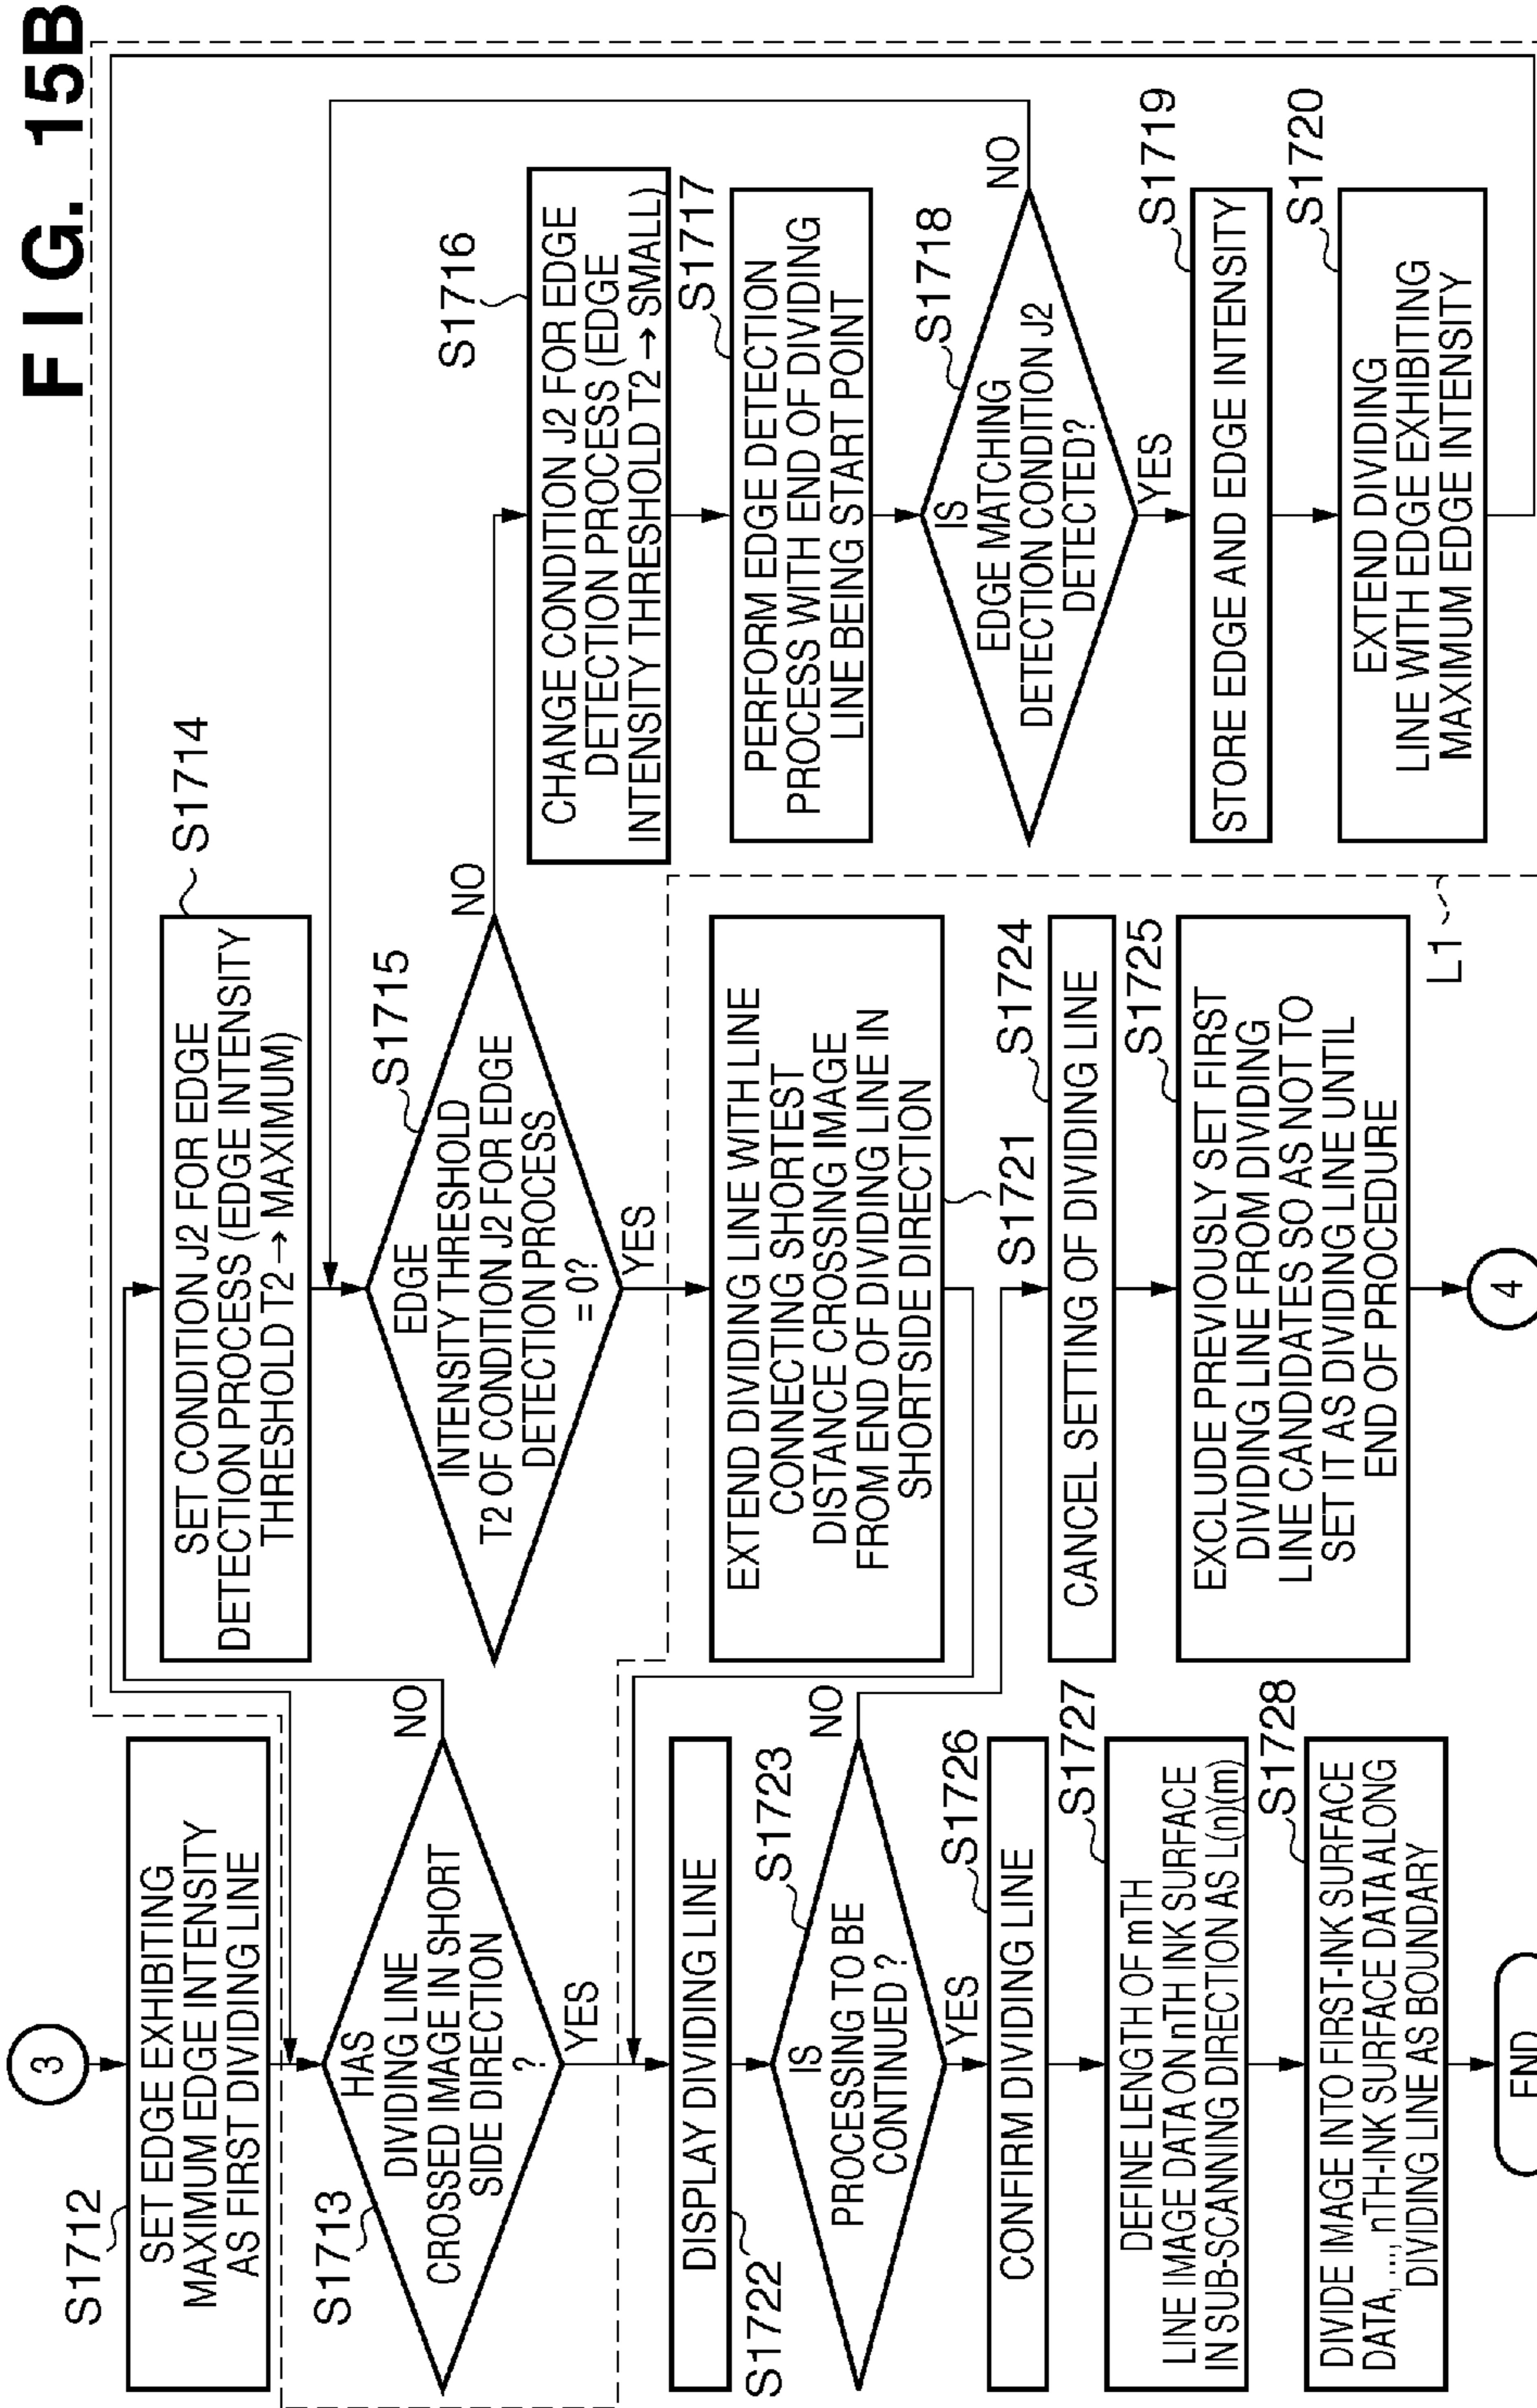 FIG. 15B
3
S1712
SET EDGE EXHIBITING
MAXIMUM EDGE INTENSITY
AS FIRST DIVIDING LINE
S1713
HAS
DIVIDING LINE
CROSSED IMAGE IN SHORT
SIDE DIRECTION
?
NO
YES
S1714
SET CONDITION J2 FOR EDGE
DETECTION PROCESS (EDGE INTENSITY
THRESHOLD T2 → MAXIMUM)
S1715
EDGE
INTENSITY THRESHOLD
T2 OF CONDITION J2 FOR EDGE
DETECTION PROCESS
= 0?
NO
YES
S1716
CHANGE CONDITION J2 FOR EDGE
DETECTION PROCESS (EDGE
INTENSITY THRESHOLD T2 → SMALL)
S1717
PERFORM EDGE DETECTION
PROCESS WITH END OF DIVIDING
LINE BEING START POINT
S1718
IS
EDGE MATCHING
DETECTION CONDITION J2
DETECTED?
NO
YES
S1719
STORE EDGE AND EDGE INTENSITY
S1720
EXTEND DIVIDING
LINE WITH EDGE EXHIBITING
MAXIMUM EDGE INTENSITY
EXTEND DIVIDING LINE WITH LINE
CONNECTING SHORTEST
DISTANCE CROSSING IMAGE
FROM END OF DIVIDING LINE IN
SHORTSIDE DIRECTION
S1721
DISPLAY DIVIDING LINE
S1722
S1723
IS
PROCESSING TO BE
CONTINUED ?
NO
YES
S1724
CANCEL SETTING OF DIVIDING LINE
S1725
EXCLUDE PREVIOUSLY SET FIRST
DIVIDING LINE FROM DIVIDING
LINE CANDIDATES SO AS NOT TO
SET IT AS DIVIDING LINE UNTIL
END OF PROCEDURE
4
L1
S1726
CONFIRM DIVIDING LINE
S1727
DEFINE LENGTH OF mTH
LINE IMAGE DATA ON nTH INK SURFACE
IN SUB-SCANNING DIRECTION AS L(n)(m)
S1728
DIVIDE IMAGE INTO FIRST-INK SURFACE
DATA, ..., nTH-INK SURFACE DATA ALONG
DIVIDING LINE AS BOUNDARY
END